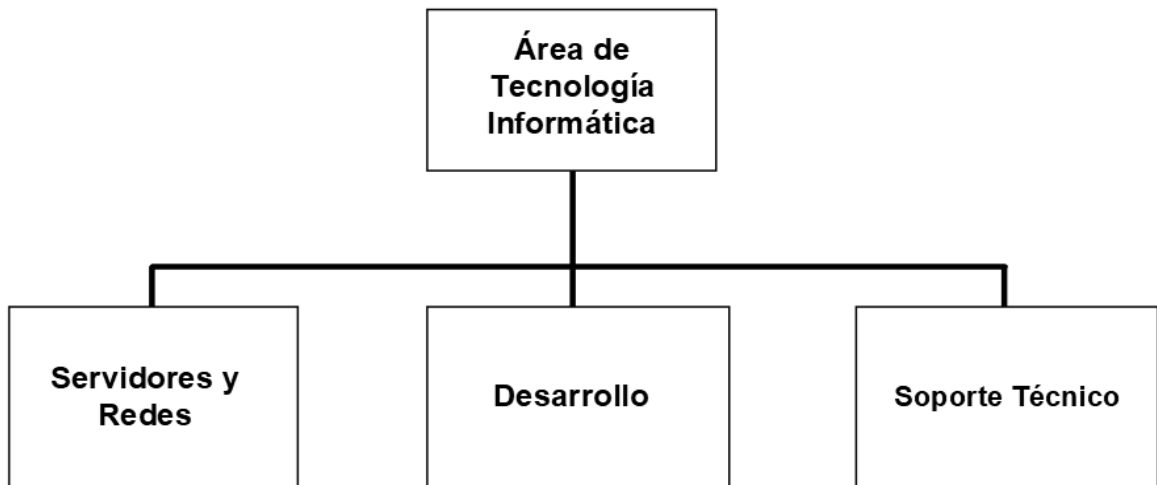 Área de
Tecnología
Informática
Servidores y
Redes
Desarrollo
Soporte Técnico